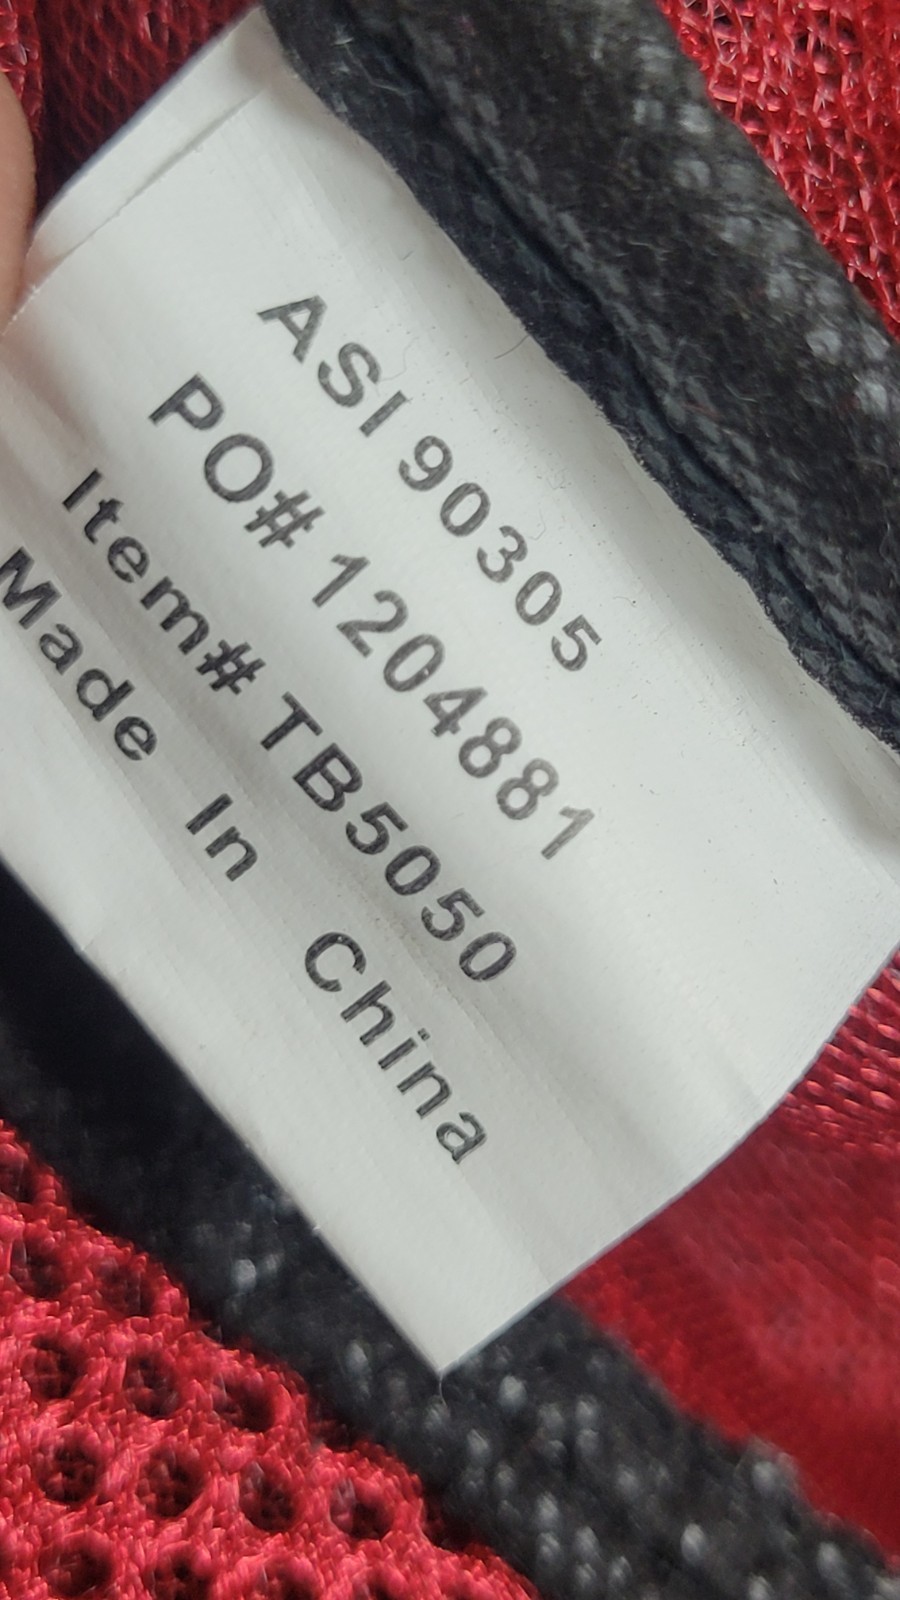 ASI 90305
PO# 1204881
Item# TB5050
Made In China